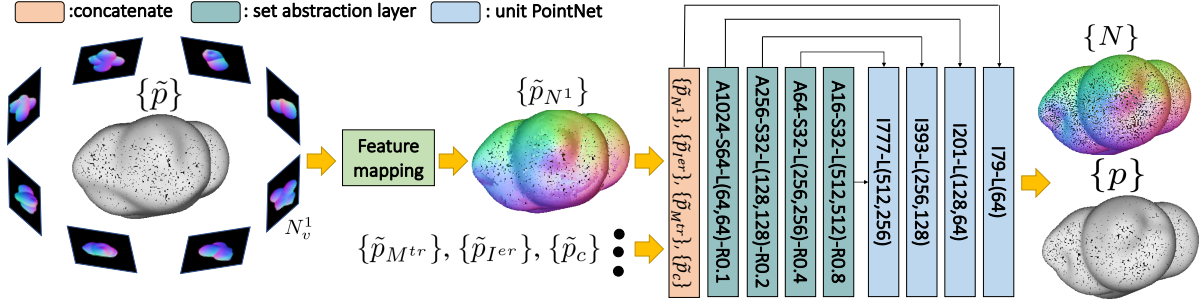 :concatenate
: set abstraction layer
: unit PointNet
{p̃}
N_v^1
Feature
mapping
{p̃_{N^1}}
{p̃_{M^{tr}}}, {p̃_{I^{er}}}, {p̃_c}
{p̃_{N^1}}, {p̃_{I^{er}}}, {p̃_{M^{tr}}}, {p̃_c}
A1024-S64-L(64,64)-R0.1
A256-S32-L(128,128)-R0.2
A64-S32-L(256,256)-R0.4
A16-S32-L(512,512)-R0.8
I777-L(512,256)
I393-L(256,128)
I201-L(128,64)
I79-L(64)
{N}
{p}